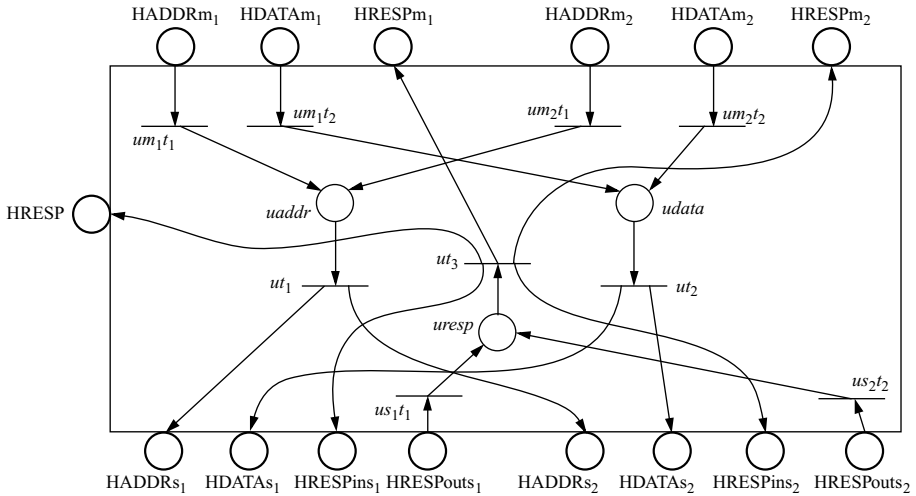 HADDRm₁ HDATAm₁ HRESPm₁ HADDRm₂ HDATAm₂ HRESPm₂
um₁t₁ um₁t₂ um₂t₁ um₂t₂
HRESP uaddr udata
ut₁ ut₃ ut₂
uresp
us₁t₁ us₂t₂
HADDRs₁ HDATAs₁ HRESPins₁ HRESPouts₁ HADDRs₂ HDATAs₂ HRESPins₂ HRESPouts₂